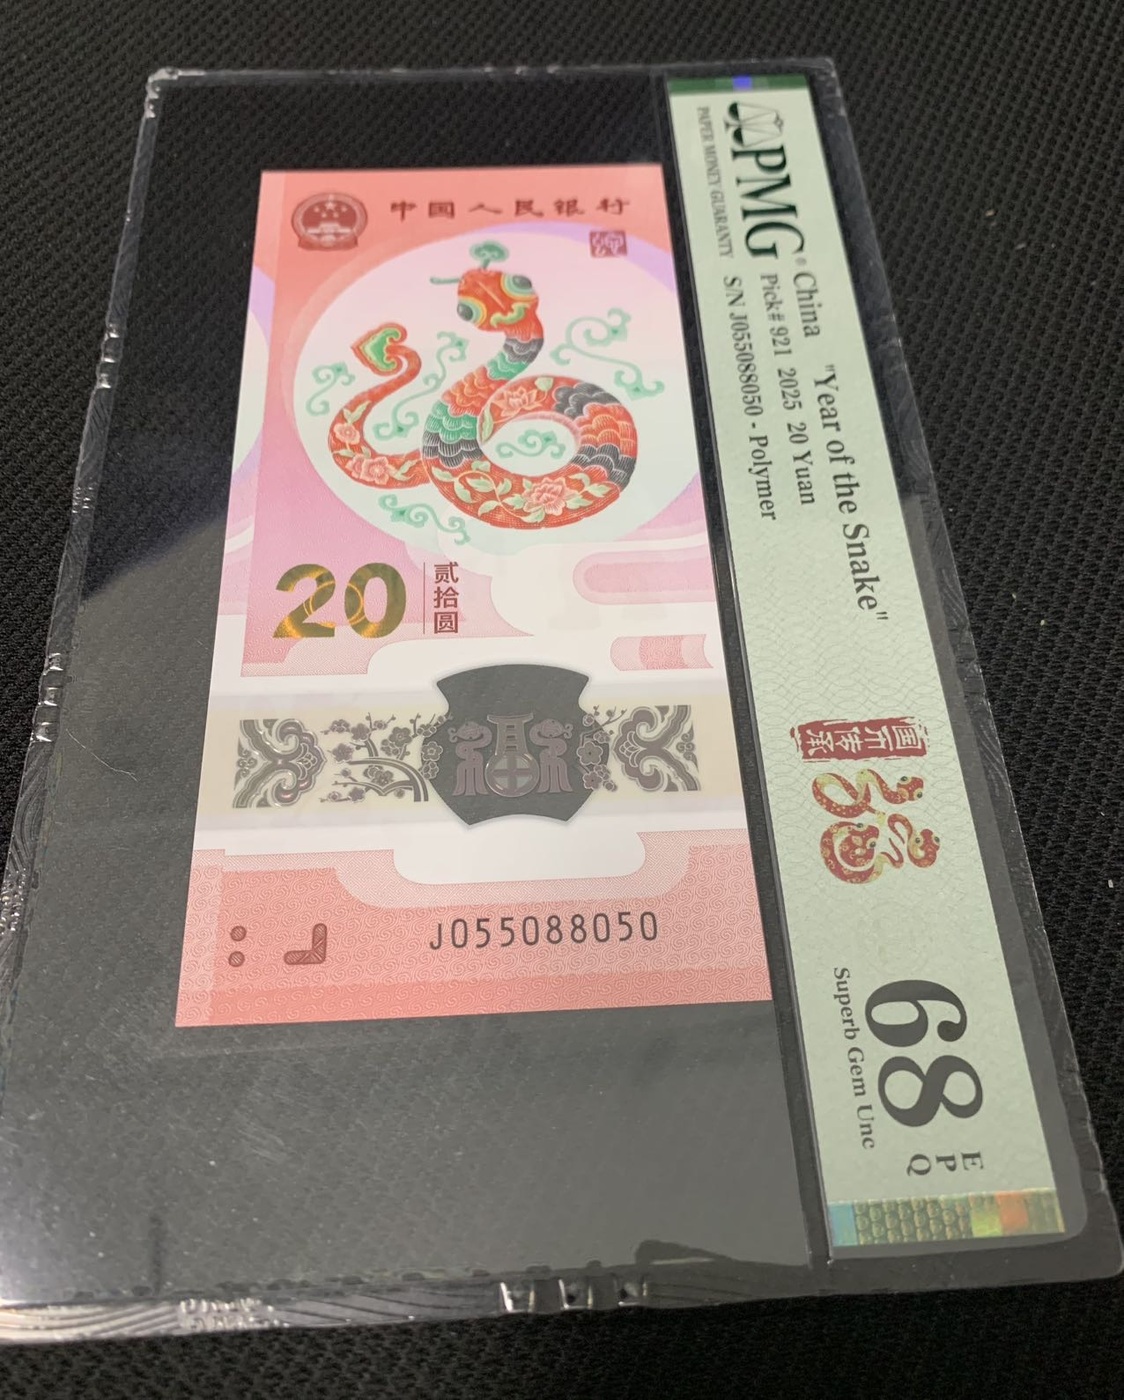 中国人民银行
20
贰拾圆
J055088050
PMG
PAPER MONEY GUARANTY
China "Year of the Snake"
Pick# 921 2025 20 Yuan
S/N J055088050 - Polymer
68
EPQ
Superb Gem Unc